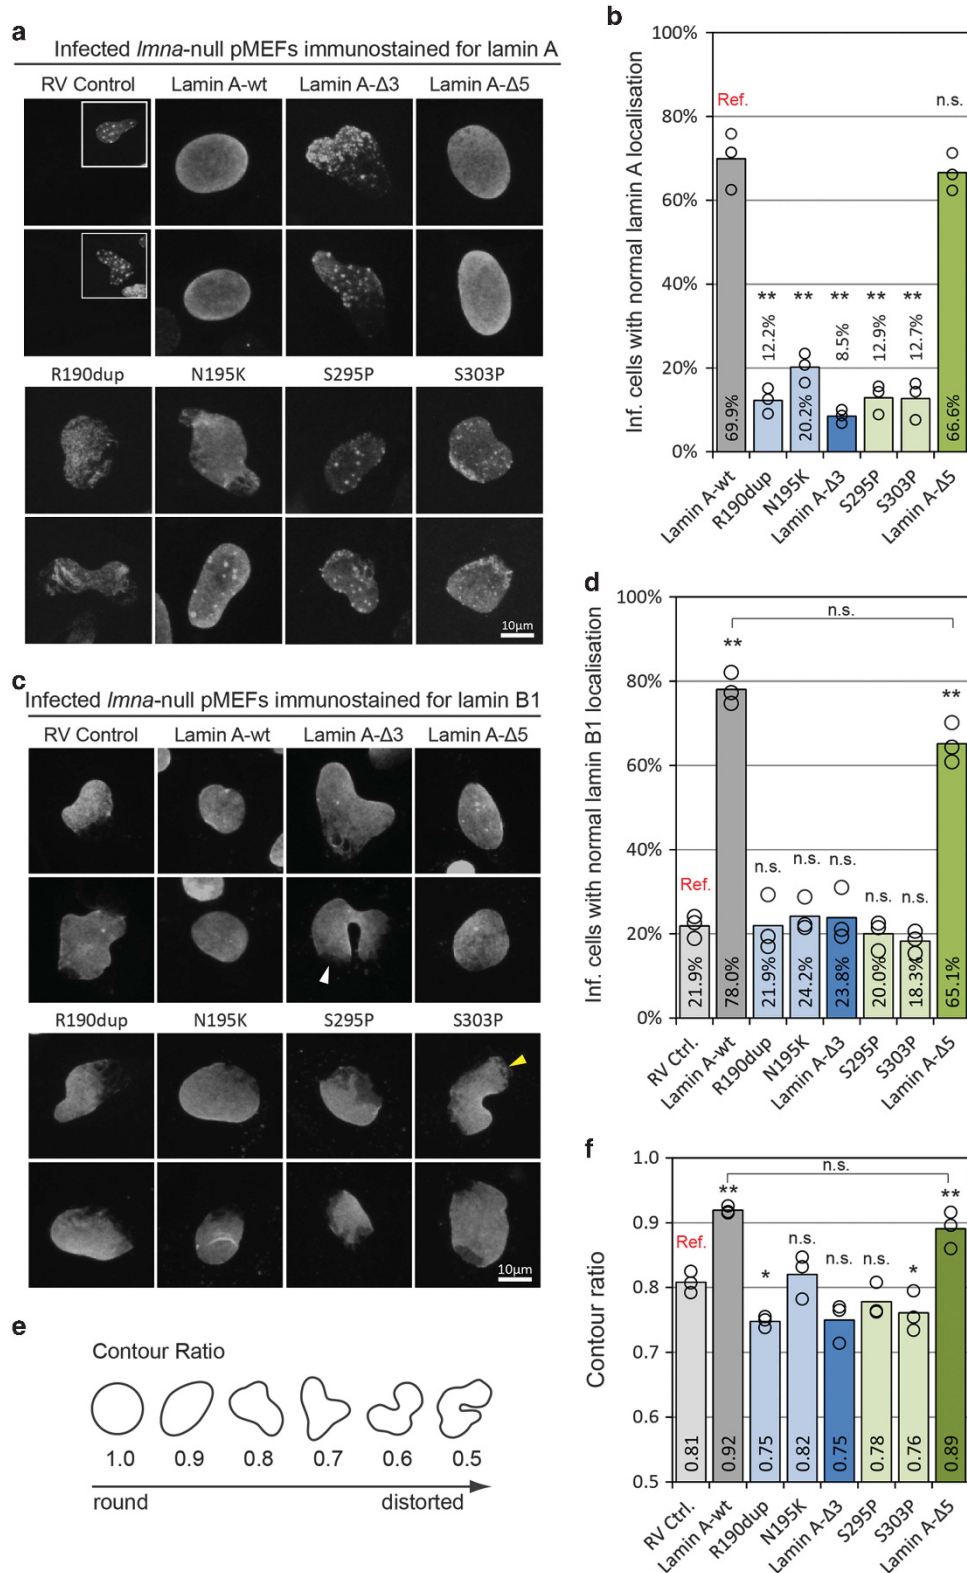 a
Infected lmna-null pMEFs immunostained for lamin A
RV Control Lamin A-wt Lamin A-Δ3 Lamin A-Δ5
R190dup N195K S295P S303P
10µm
b
Inf. cells with normal lamin A localisation
100%
80%
60%
40%
20%
0%
Ref.
n.s.
** ** ** ** **
69.9%
12.2%
20.2%
8.5%
12.9%
12.7%
66.6%
Lamin A-wt
R190dup
N195K
Lamin A-Δ3
S295P
S303P
Lamin A-Δ5
c
Infected lmna-null pMEFs immunostained for lamin B1
RV Control Lamin A-wt Lamin A-Δ3 Lamin A-Δ5
R190dup N195K S295P S303P
10µm
d
Inf. cells with normal lamin B1 localisation
100%
80%
60%
40%
20%
0%
n.s.
Ref.
**
n.s.
n.s.
n.s.
n.s.
n.s.
**
21.9%
78.0%
21.9%
24.2%
23.8%
20.0%
18.3%
65.1%
RV Ctrl.
Lamin A-wt
R190dup
N195K
Lamin A-Δ3
S295P
S303P
Lamin A-Δ5
e
Contour Ratio
1.0 0.9 0.8 0.7 0.6 0.5
round distorted
f
Contour ratio
1.0
0.9
0.8
0.7
0.6
0.5
n.s.
Ref.
**
*
n.s.
n.s.
n.s.
*
**
0.81
0.92
0.75
0.82
0.75
0.78
0.76
0.89
RV Ctrl.
Lamin A-wt
R190dup
N195K
Lamin A-Δ3
S295P
S303P
Lamin A-Δ5